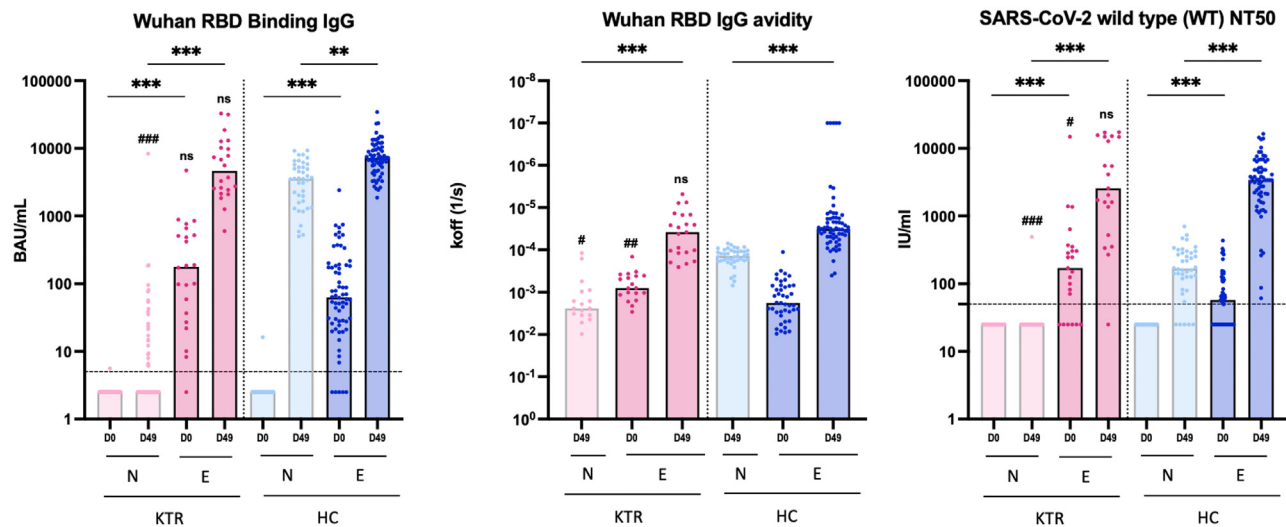 Wuhan RBD Binding IgG
***
**
***
***
ns
###
ns
BAU/mL
100000
10000
1000
100
10
1
D0
D49
D0
D49
D0
D49
D0
D49
N
E
N
E
KTR
HC
Wuhan RBD IgG avidity
***
***
ns
#
##
koff (1/s)
10-8
10-7
10-6
10-5
10-4
10-3
10-2
10-1
100
D49
D0
D49
D49
D0
D49
N
E
N
E
KTR
HC
SARS-CoV-2 wild type (WT) NT50
***
***
***
***
ns
#
###
IU/ml
100000
10000
1000
100
10
1
D0
D49
D0
D49
D0
D49
D0
D49
N
E
N
E
KTR
HC